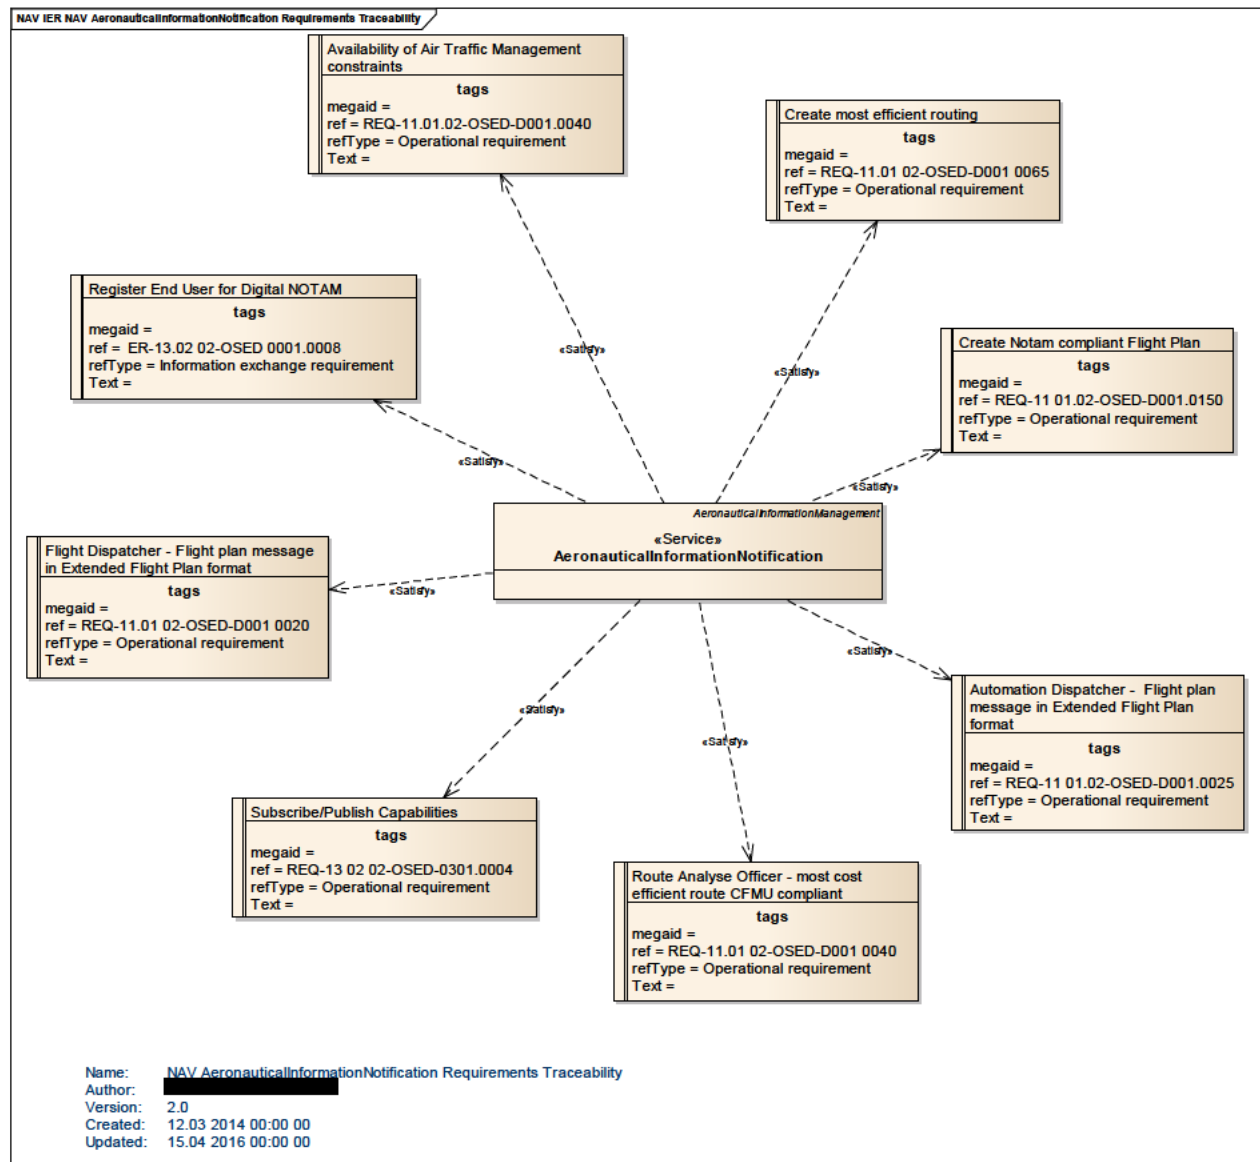 NAV IER NAV AeronauticalInformationNotification Requirements Traceability
Availability of Air Traffic Management
constraints
tags
megaid =
ref = REQ-11.01.02-OSED-D001.0040
refType = Operational requirement
Text =
Create most efficient routing
tags
megaid =
ref = REQ-11.01 02-OSED-D001 0065
refType = Operational requirement
Text =
Register End User for Digital NOTAM
tags
megaid =
ref =  ER-13.02 02-OSED 0001.0008
refType = Information exchange requirement
Text =
«Satisfy»
«Satisfy»
Create Notam compliant Flight Plan
tags
megaid =
ref = REQ-11 01.02-OSED-D001.0150
refType = Operational requirement
Text =
«Satisfy»
«Satisfy»
AeronauticalInformationManagement
«Service»
AeronauticalInformationNotification
Flight Dispatcher - Flight plan message
in Extended Flight Plan format
tags
megaid =
ref = REQ-11.01 02-OSED-D001 0020
refType = Operational requirement
Text =
«Satisfy»
«Satisfy»
«Satisfy»
«Satisfy»
Automation Dispatcher -  Flight plan
message in Extended Flight Plan
format
tags
megaid =
ref = REQ-11 01.02-OSED-D001.0025
refType = Operational requirement
Text =
Subscribe/Publish Capabilities
tags
megaid =
ref = REQ-13 02 02-OSED-0301.0004
refType = Operational requirement
Text =
Route Analyse Officer - most cost
efficient route CFMU compliant
tags
megaid =
ref = REQ-11.01 02-OSED-D001 0040
refType = Operational requirement
Text =
Name: NAV AeronauticalInformationNotification Requirements Traceability
Author:
Version: 2.0
Created: 12.03 2014 00:00 00
Updated: 15.04 2016 00:00 00